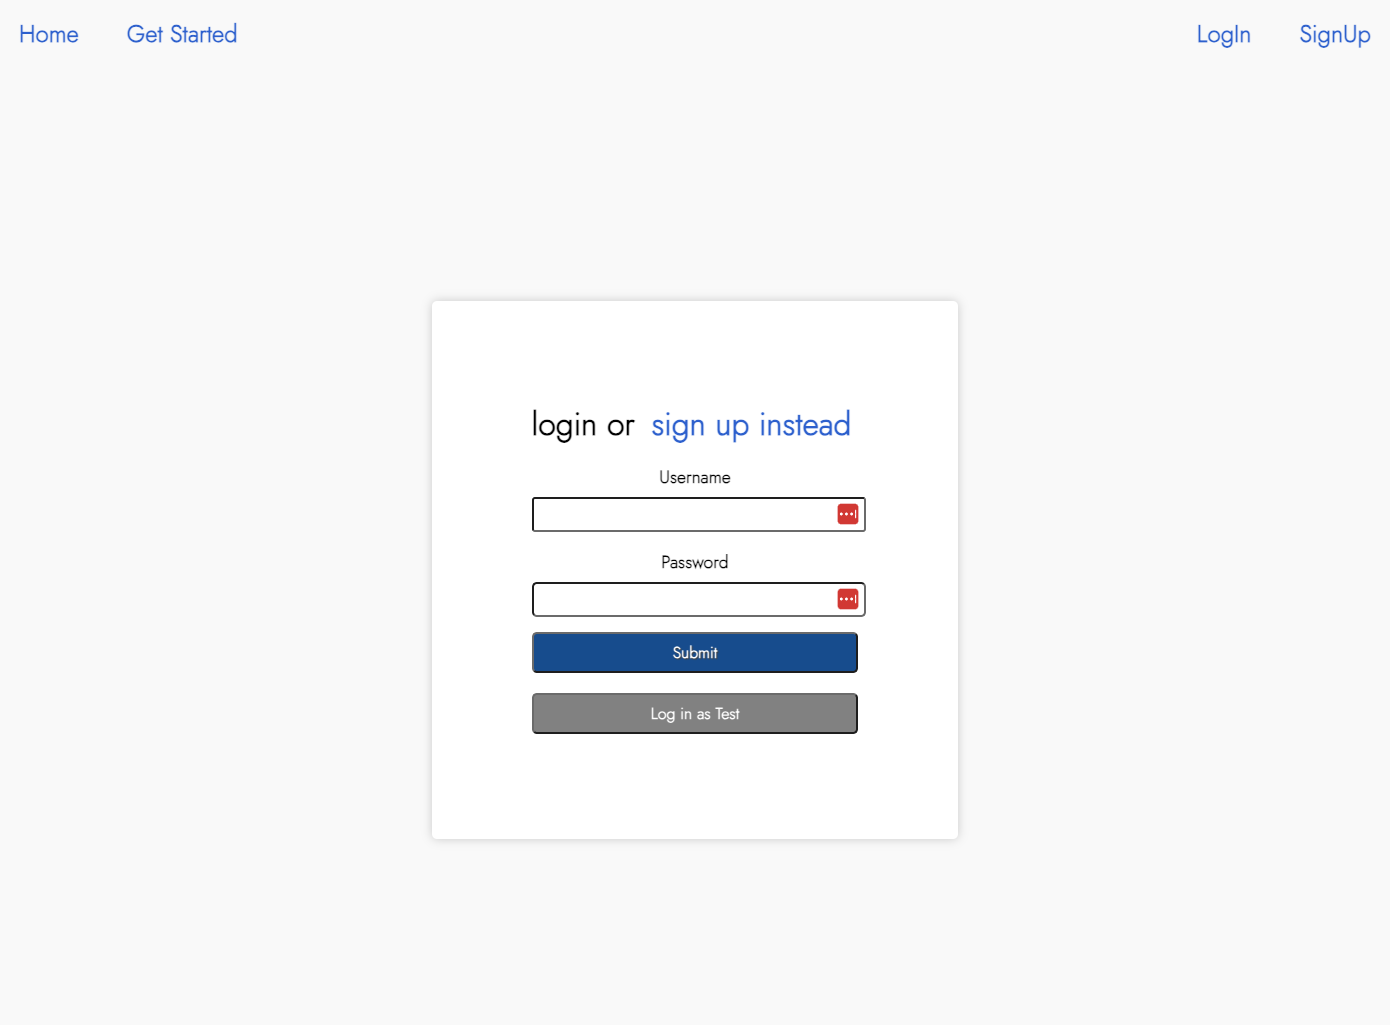 Home Get Started LogIn SignUp
login or sign up instead
Username
Password
Submit
Log in as Test